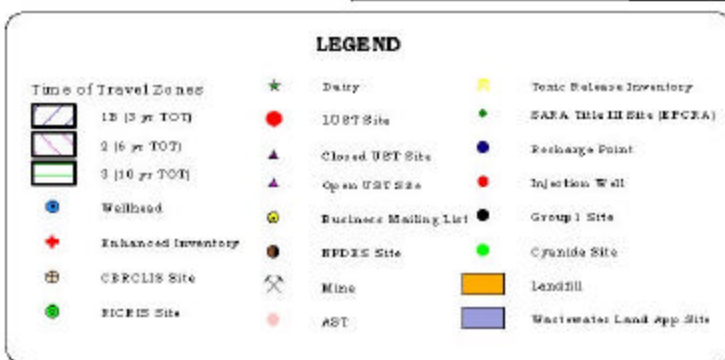 LEGEND
Time of Travel Zones
1B (3 yr TOT)
2 (6 yr TOT)
3 (10 yr TOT)
Wellhead
Enhanced Inventory
CERCLIS Site
RICRIS Site
Dairy
LUST Site
Closed UST Site
Open UST Site
Business Mailing List
NPDES Site
Mine
AST
Toxic Release Inventory
SARA Title III Site (EPCRA)
Recharge Point
Injection Well
Group 1 Site
Cyanide Site
Landfill
Wastewater Land App Site